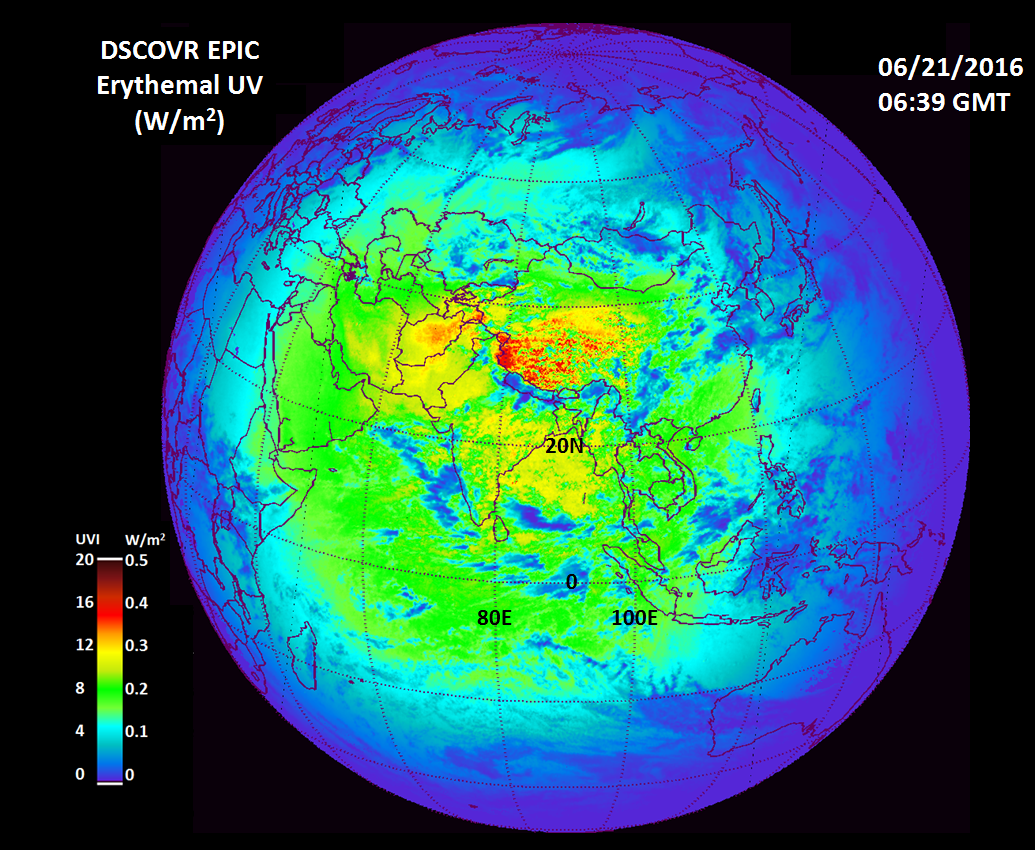 DSCOVR EPIC
Erythemal UV
(W/m²)
06/21/2016
06:39 GMT
20N
0
80E 100E
UVI W/m²
20 0.5
16 0.4
12 0.3
8 0.2
4 0.1
0 0